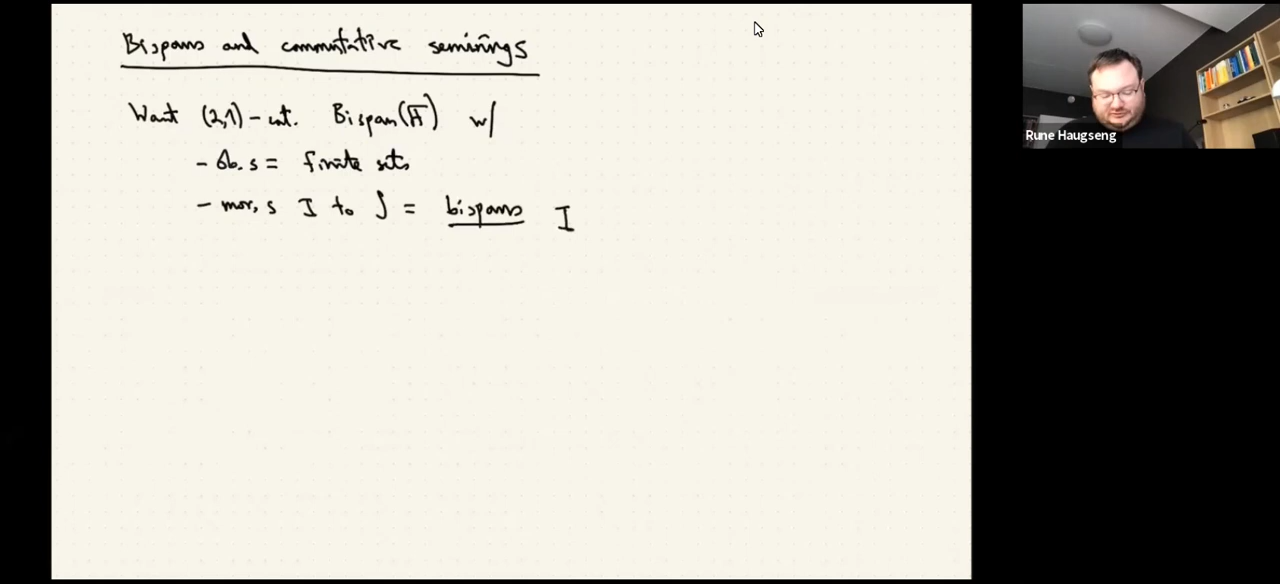 Bispans and commutative semirings
Want (2,1)-cat. Bispan(𝔽) w/
- ob.s = finite sets
- mor.s I to J = bispans I
Rune Haugseng